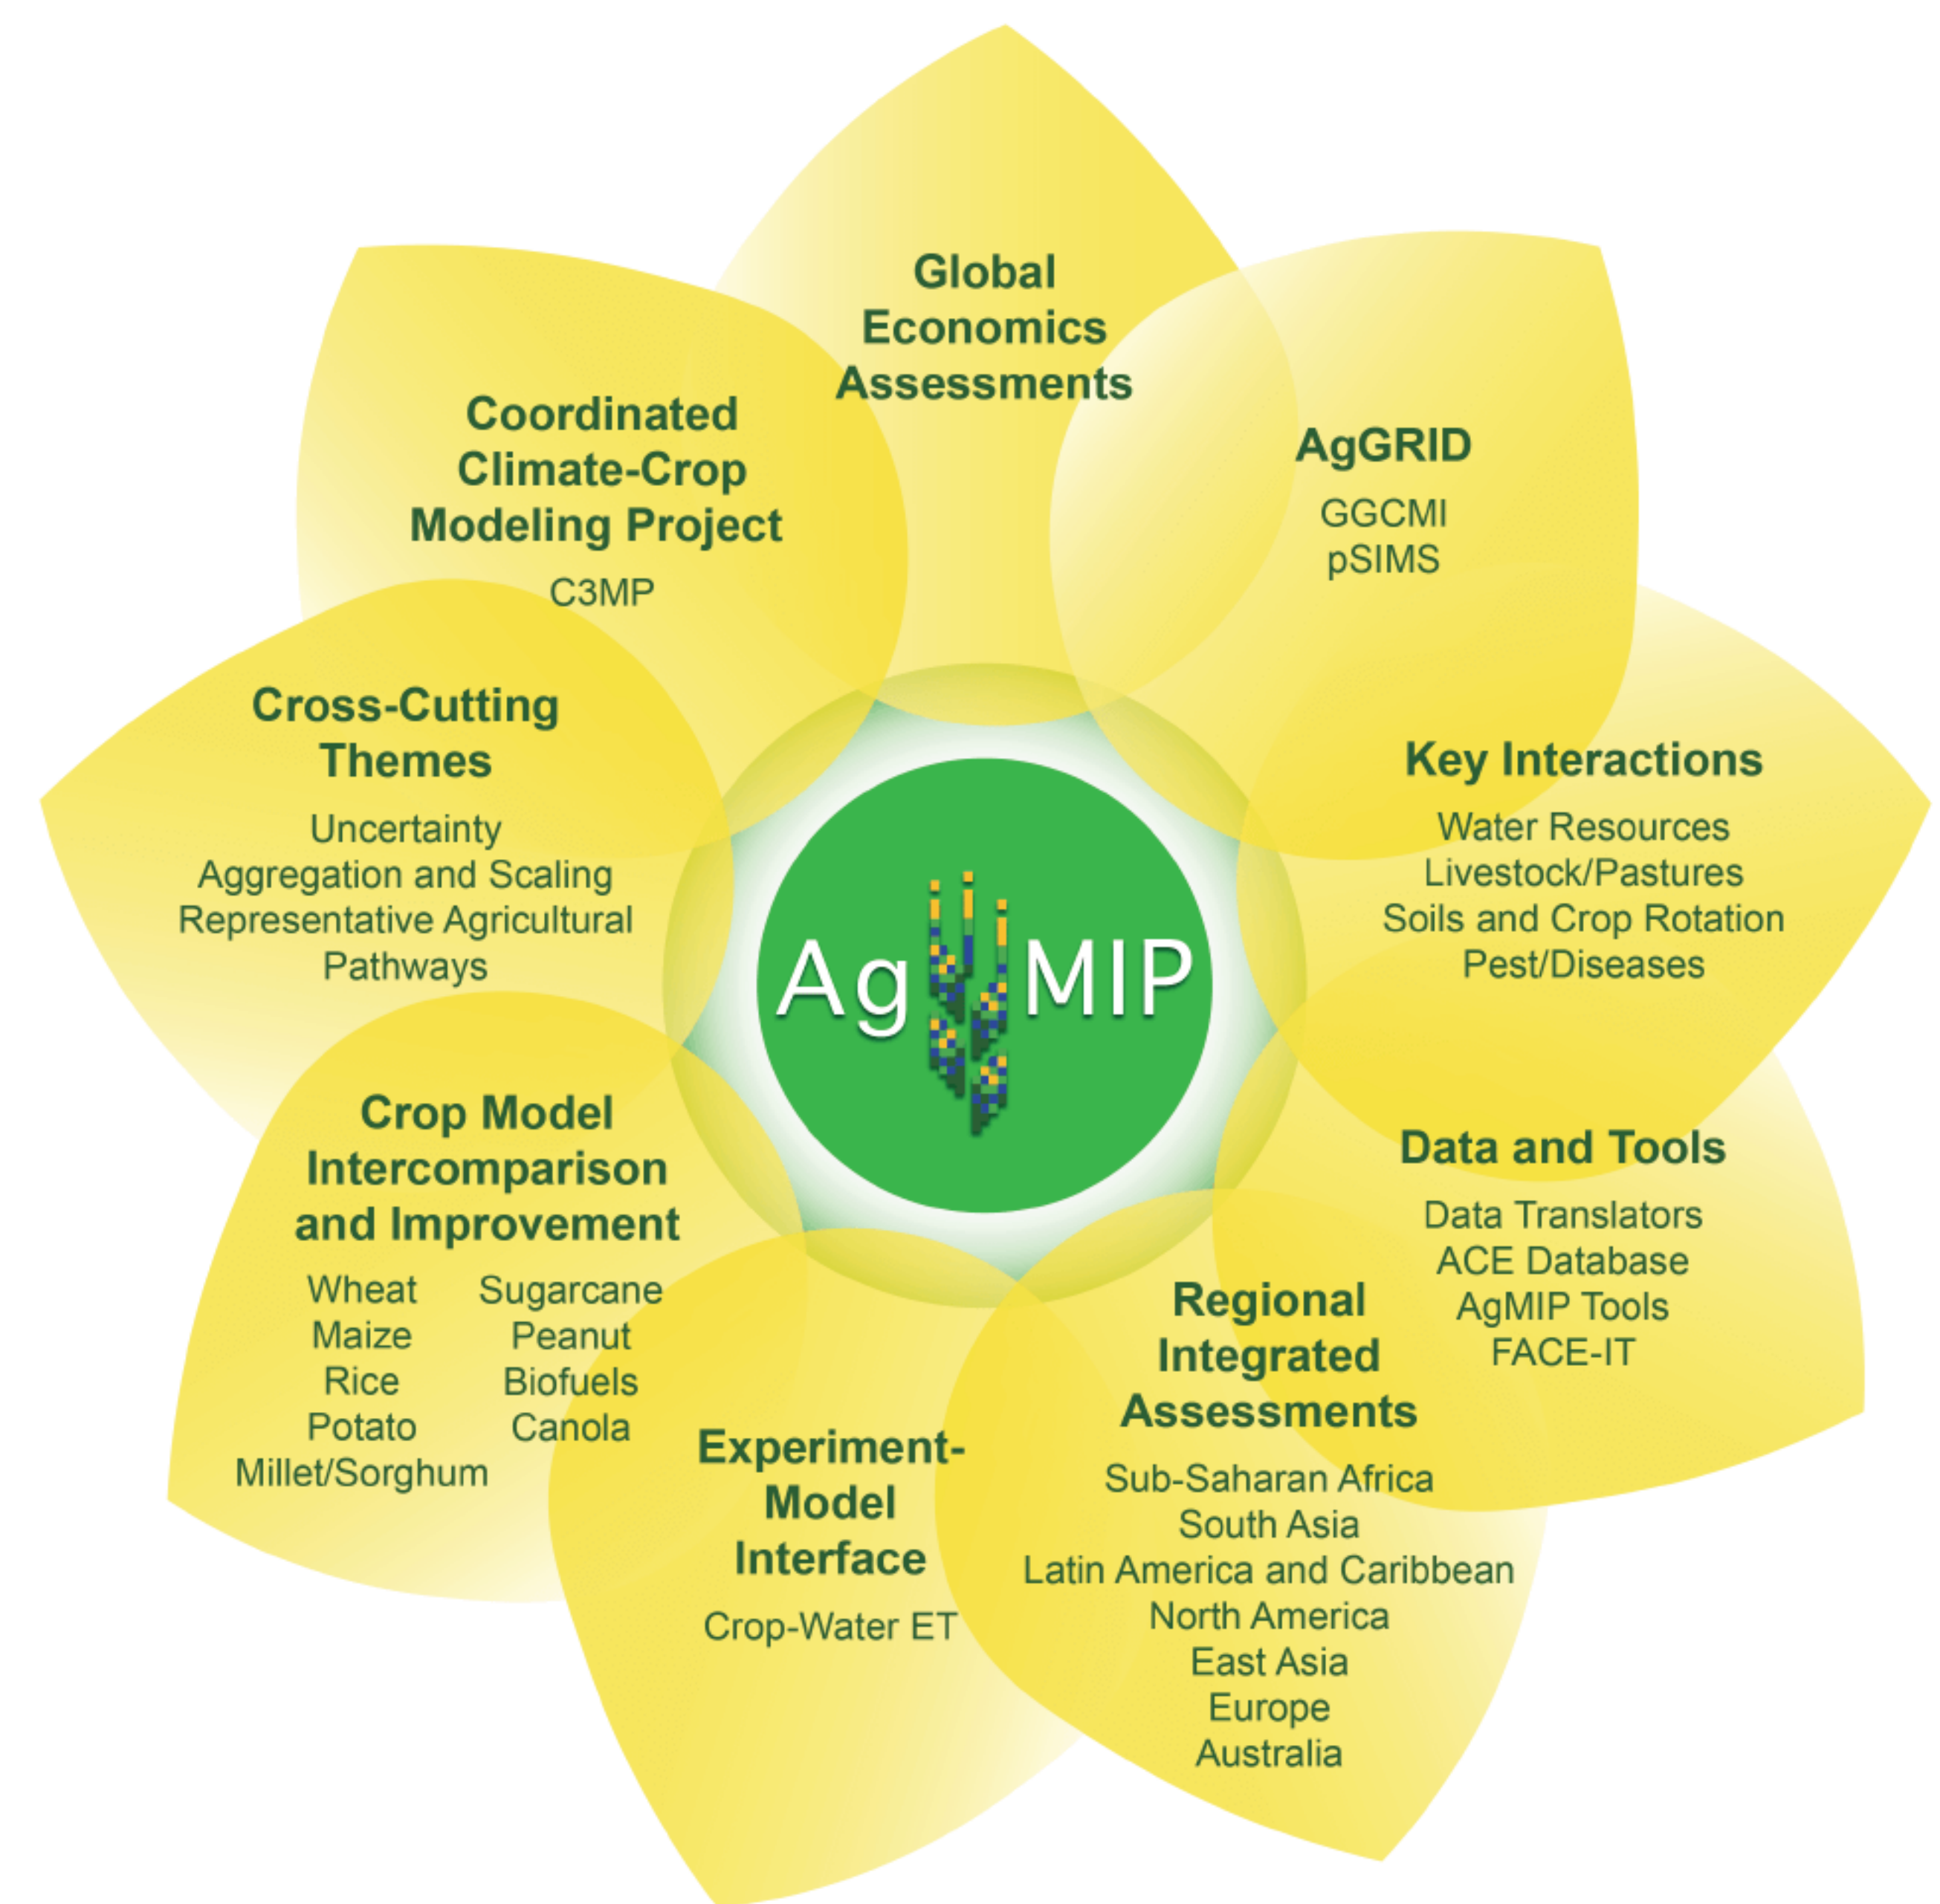 Global
Economics
Assessments
AgGRID
GGCMI
pSIMS
Key Interactions
Water Resources
Livestock/Pastures
Soils and Crop Rotation
Pest/Diseases
Data and Tools
Data Translators
ACE Database
AgMIP Tools
FACE-IT
Regional
Integrated
Assessments
Sub-Saharan Africa
South Asia
Latin America and Caribbean
North America
East Asia
Europe
Australia
Experiment-
Model
Interface
Crop-Water ET
Crop Model
Intercomparison
and Improvement
Wheat Sugarcane
Maize Peanut
Rice Biofuels
Potato Canola
Millet/Sorghum
Cross-Cutting
Themes
Uncertainty
Aggregation and Scaling
Representative Agricultural
Pathways
Coordinated
Climate-Crop
Modeling Project
C3MP
Ag MIP